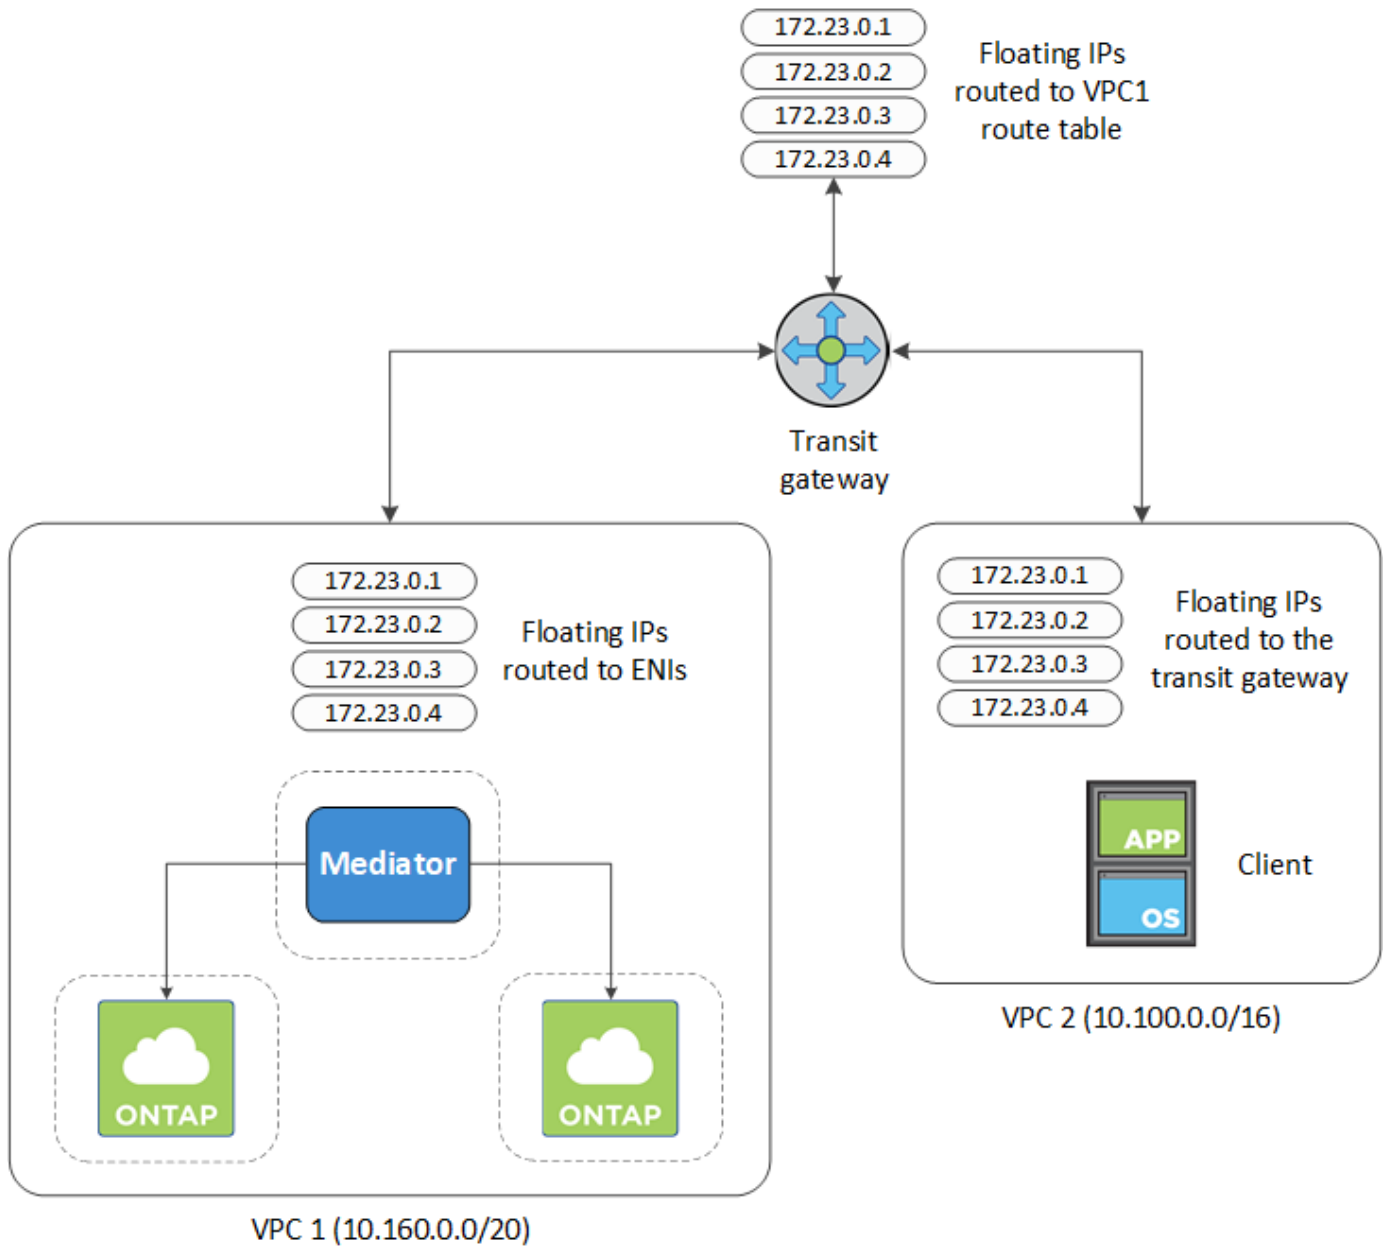 172.23.0.1
172.23.0.2
172.23.0.3
172.23.0.4
Floating IPs
routed to VPC1
route table
Transit
gateway
172.23.0.1
172.23.0.2
172.23.0.3
172.23.0.4
Floating IPs
routed to ENIs
Mediator
ONTAP
ONTAP
VPC 1 (10.160.0.0/20)
172.23.0.1
172.23.0.2
172.23.0.3
172.23.0.4
Floating IPs
routed to the
transit gateway
APP
OS
Client
VPC 2 (10.100.0.0/16)